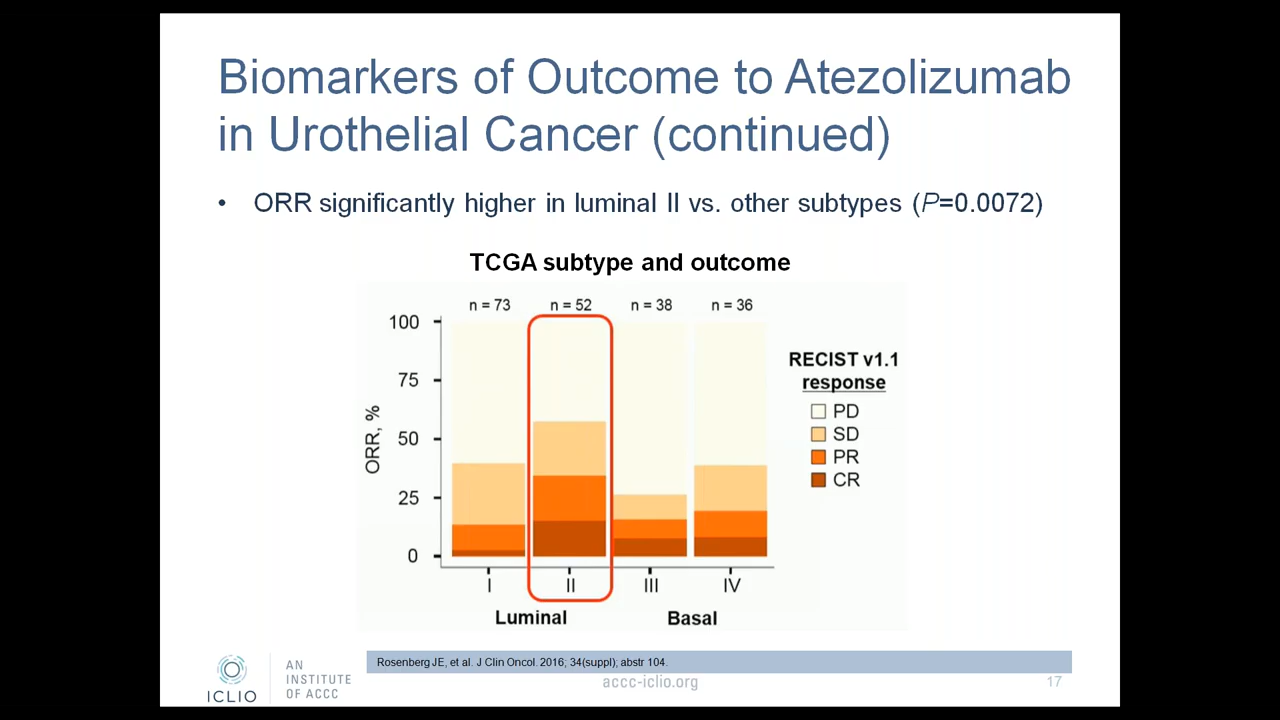 Biomarkers of Outcome to Atezolizumab
in Urothelial Cancer (continued)
• ORR significantly higher in luminal II vs. other subtypes (P=0.0072)
TCGA subtype and outcome
n = 73 n = 52 n = 38 n = 36
100
75
50
25
0
ORR, %
I II III IV
Luminal Basal
RECIST v1.1
response
PD
SD
PR
CR
Rosenberg JE, et al. J Clin Oncol. 2016; 34(suppl); abstr 104.
ICLIO
AN
INSTITUTE
OF ACCC
accc-iclio.org
17